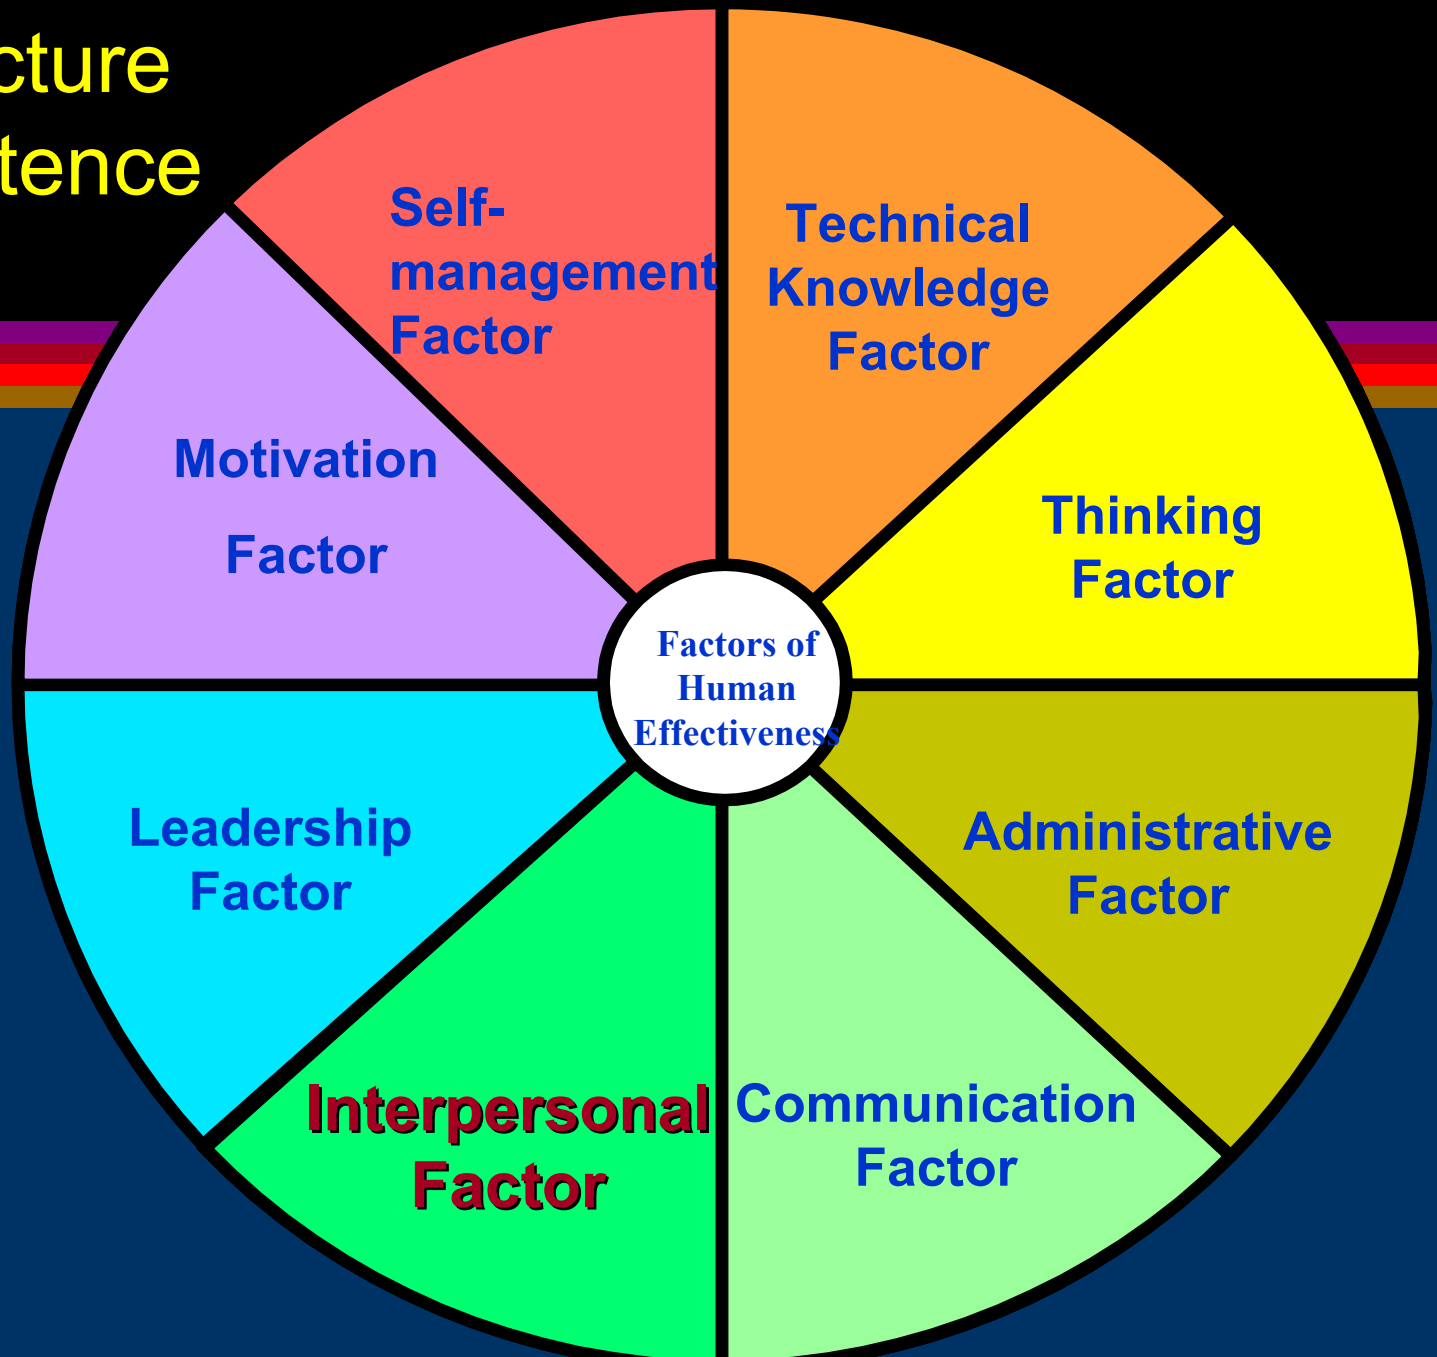 cture
tence
Self-
management
Factor
Technical
Knowledge
Factor
Motivation
Factor
Thinking
Factor
Factors of
Human
Effectiveness
Leadership
Factor
Administrative
Factor
Interpersonal
Factor
Communication
Factor